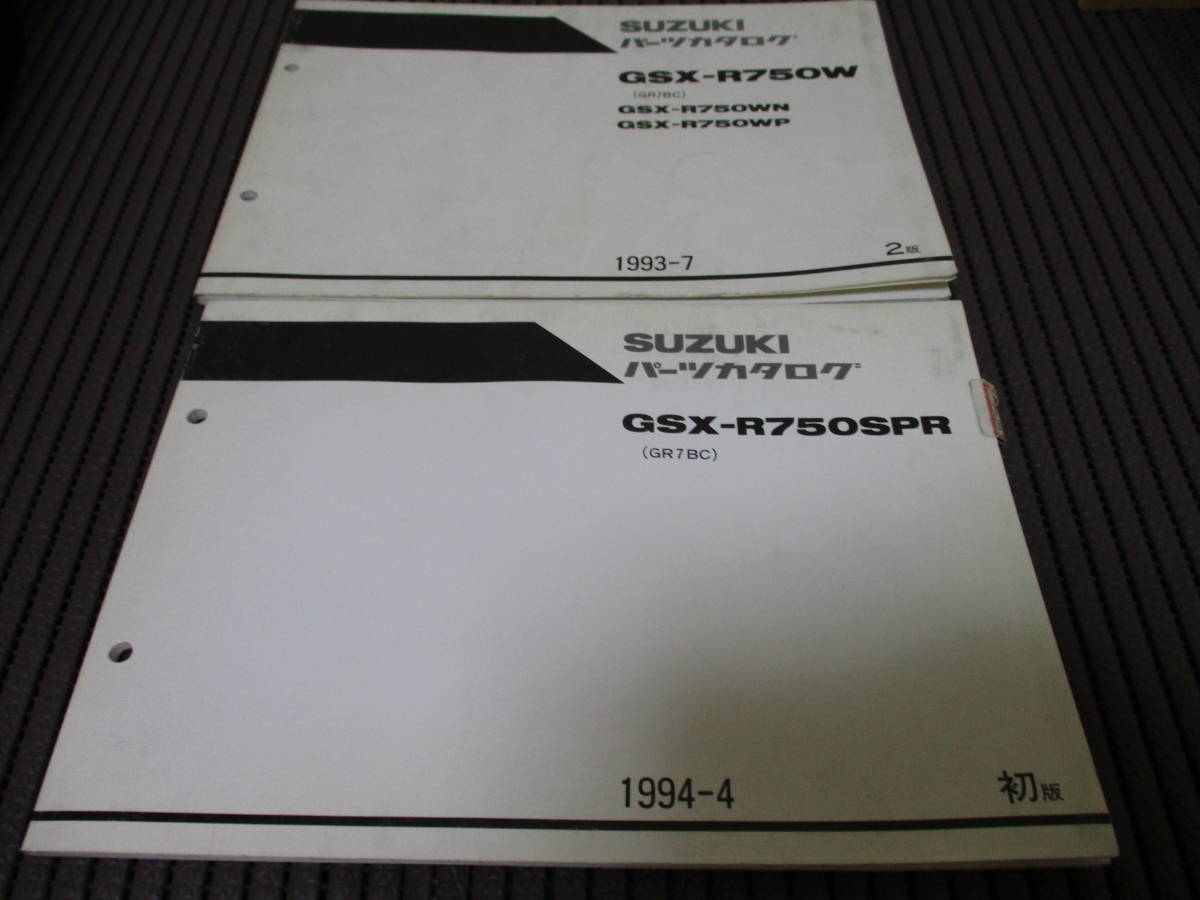 SUZUKI
パーツカタログ
GSX-R750W
(GR7BC)
GSX-R750WN
GSX-R750WP
1993-7
2版
SUZUKI
パーツカタログ
GSX-R750SPR
(GR7BC)
1994-4
初版